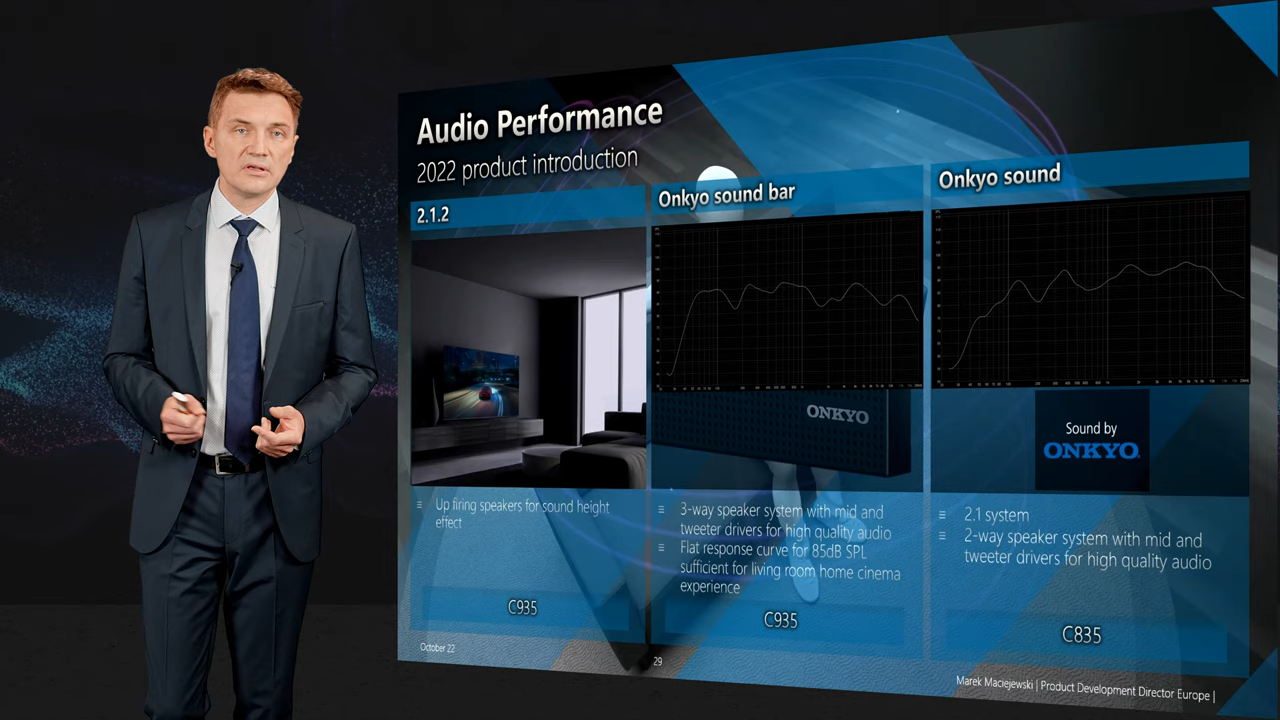 Audio Performance
2022 product introduction
2.1.2
Up firing speakers for sound height
effect
C935
Onkyo sound bar
ONKYO
3-way speaker system with mid and
tweeter drivers for high quality audio
Flat response curve for 85dB SPL
sufficient for living room home cinema
experience
C935
Onkyo sound
Sound by
ONKYO
2.1 system
2-way speaker system with mid and
tweeter drivers for high quality audio
C835
October 22
29
Marek Maciejewski | Product Development Director Europe |